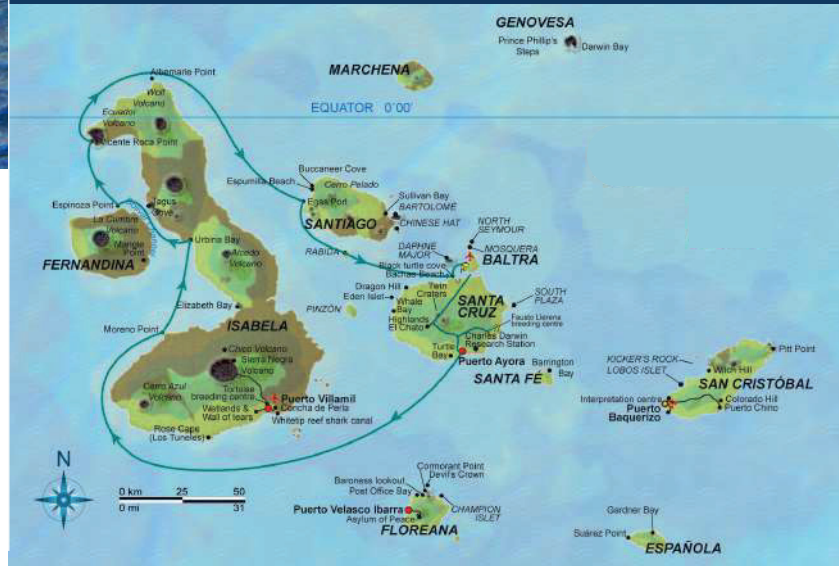 GENOVESA
Prince Phillip's
Steps
Darwin Bay
MARCHENA
Albemarle Point
Wolf
Volcano
Ecuador
Volcano
EQUATOR 0°00'
Vicente Roca Point
Buccaneer Cove
Cerro Pelado
Espumilla Beach
Egas Port
Sullivan Bay
BARTOLOMÉ
CHINESE HAT
SANTIAGO
NORTH
SEYMOUR
MOSQUERA
DAPHNE
MAJOR
BALTRA
RABIDA
Espinoza Point
Tagus
Cove
La Cumbre
Volcano
Mangle
Point
FERNANDINA
Urbina Bay
Arcedo
Volcano
Black turtle cove
Bachas Beach
Dragon Hill
Eden Islet
Whale
Bay
Twin
Craters
SANTA
CRUZ
SOUTH
PLAZA
Highlands
El Chato
Fausto Llerena
breeding centre
Charles Darwin
Research Station
Turtle
Bay
Puerto Ayora
Elizabeth Bay
PINZÓN
ISABELA
Moreno Point
Chico Volcano
Sierra Negra
Volcano
Cerro Azul
Volcano
Tortoise
breeding centre
Puerto Villamil
Concha de Perla
Wetlands &
Wall of tears
Whitetip reef shark canal
Rose Cape
(Los Tuneles)
Barrington
Bay
SANTA FÉ
KICKER'S ROCK
LOBOS ISLET
Pitt Point
Witch Hill
SAN CRISTÓBAL
Interpretation centre
Puerto
Baquerizo
Colorado Hill
Puerto Chino
N
0 km 25 50
0 mi 31
Cormorant Point
Devil's Crown
Baroness lookout
Post Office Bay
Puerto Velasco Ibarra
Asylum of Peace
CHAMPION
ISLET
FLOREANA
Gardner Bay
Suárez Point
ESPAÑOLA